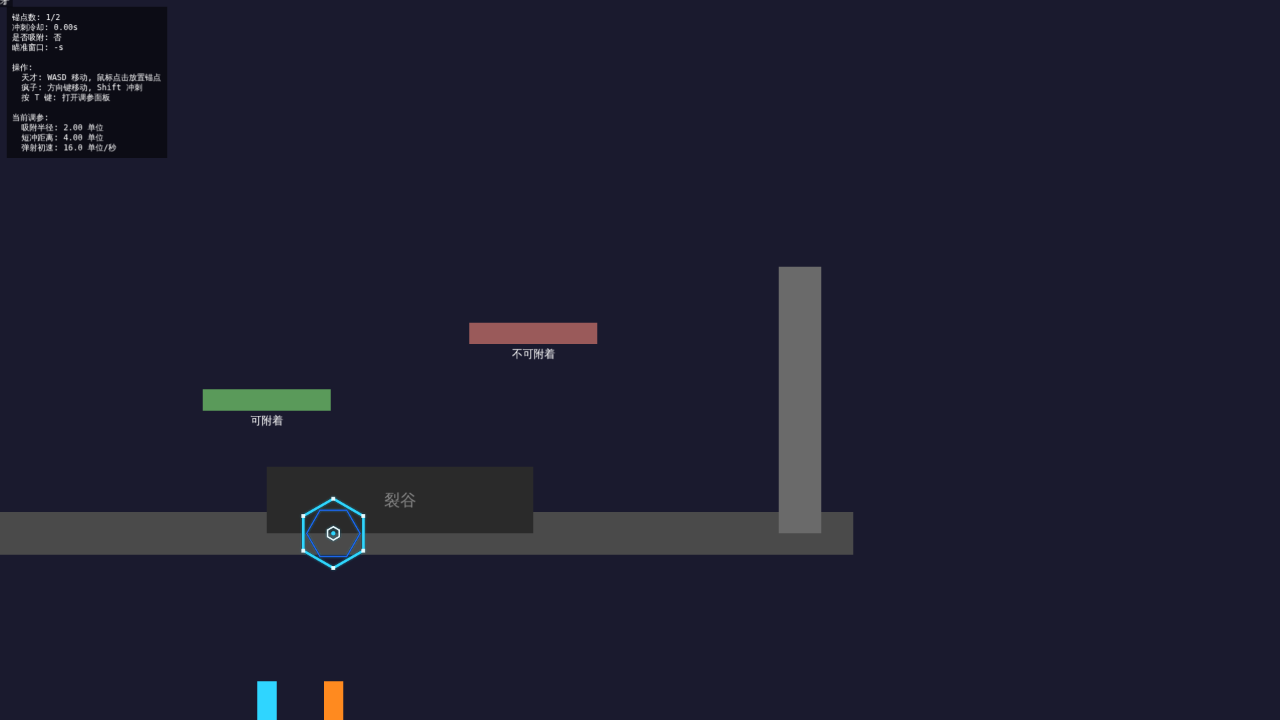 锚点数: 1/2
冲刺冷却: 0.00s
是否吸附: 否
瞄准窗口: -s
操作:
天才: WASD 移动, 鼠标点击放置锚点
疯子: 方向键移动, Shift 冲刺
按 T 键: 打开调参面板
当前调参:
吸附半径: 2.00 单位
短冲距离: 4.00 单位
弹射初速: 16.0 单位/秒
不可附着
可附着
裂谷